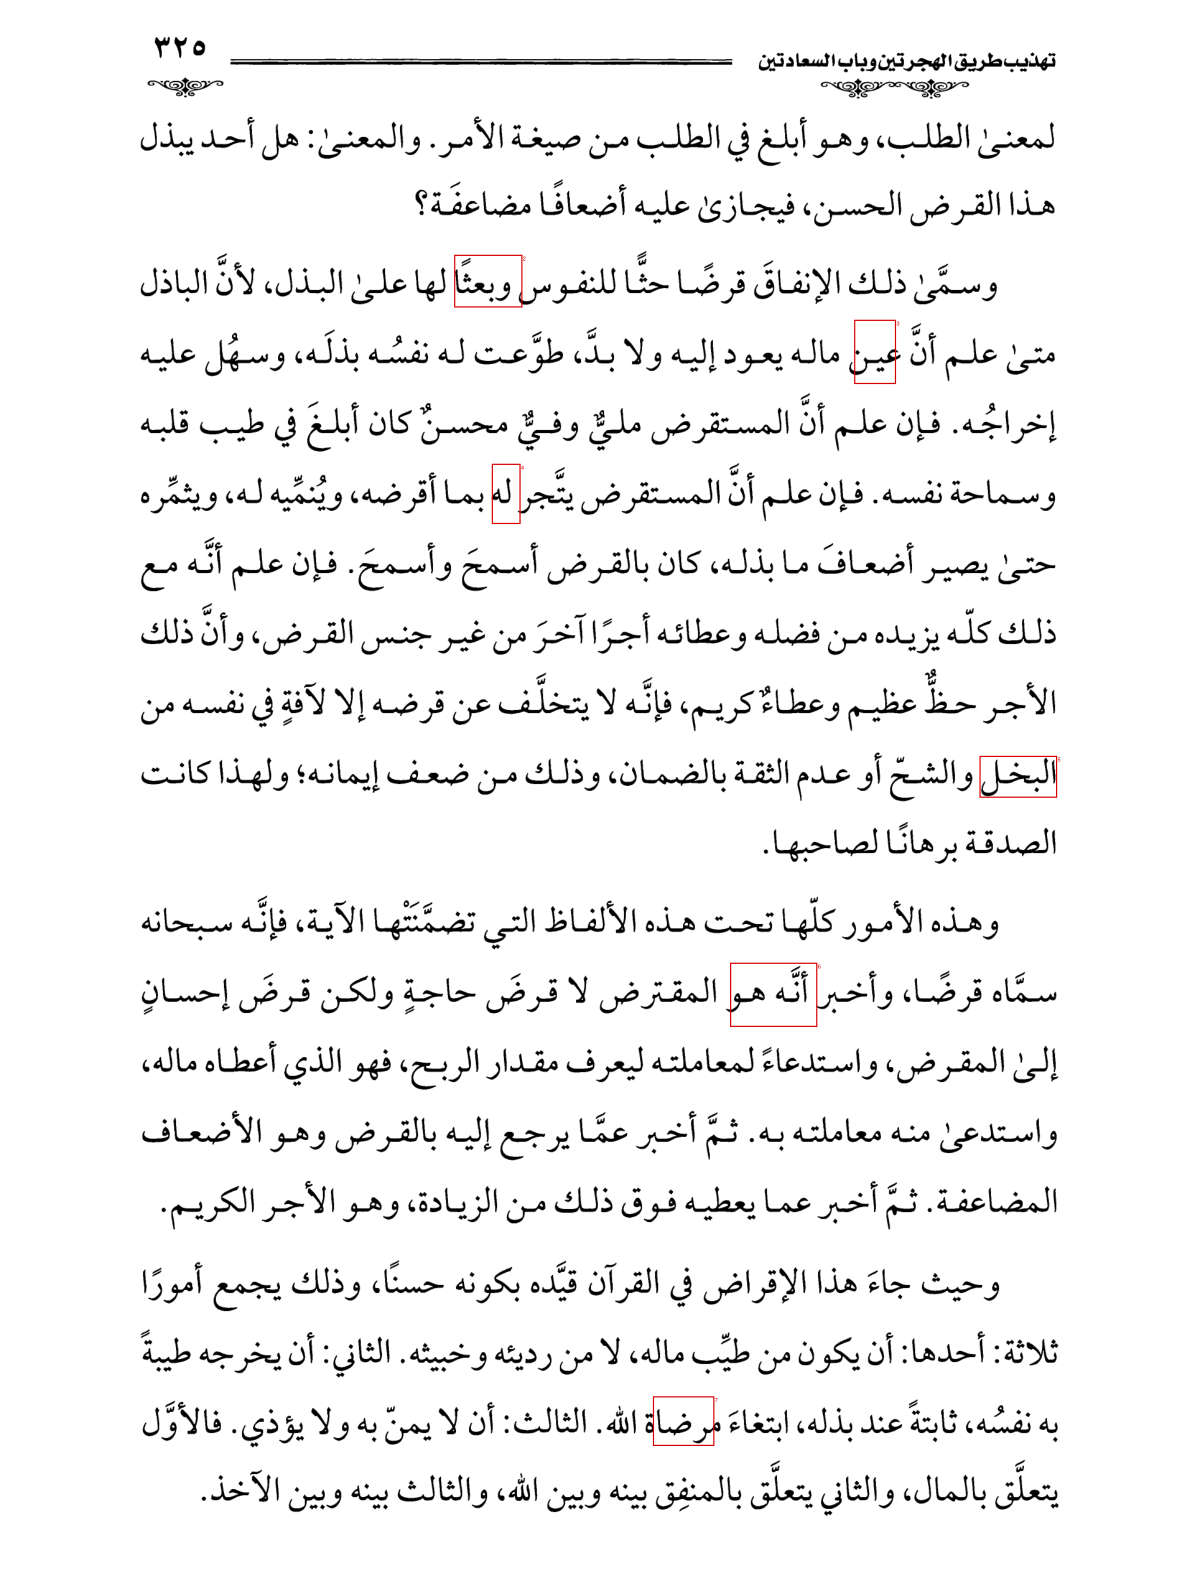 تهذيب طريق الهجرتين وباب السعادتين
٣٢٥
لمعنىٰ الطلب، وهو أبلغ في الطلب من صيغة الأمر. والمعنىٰ: هل أحد يبذل
هذا القرض الحسن، فيجازىٰ عليه أضعافًا مضاعفَة؟
وسمَّىٰ ذلك الإنفاقَ قرضًا حثًّا للنفوس وبعثًا لها علىٰ البذل، لأنَّ الباذل
متىٰ علم أنَّ عين ماله يعود إليه ولا بدَّ، طوَّعت له نفسُه بذلَه، وسهُل عليه
إخراجُه. فإن علم أنَّ المستقرض مليٌّ وفيٌّ محسنٌ كان أبلغَ في طيب قلبه
وسماحة نفسه. فإن علم أنَّ المستقرض يتَّجر له بما أقرضه، ويُنمِّيه له، ويثمِّره
حتىٰ يصير أضعافَ ما بذله، كان بالقرض أسمحَ وأسمحَ. فإن علم أنَّه مع
ذلك كلّه يزيده من فضله وعطائه أجرًا آخرَ من غير جنس القرض، وأنَّ ذلك
الأجر حظٌّ عظيم وعطاءٌ كريم، فإنَّه لا يتخلَّف عن قرضه إلا لآفةٍ في نفسه من
البخل والشحّ أو عدم الثقة بالضمان، وذلك من ضعف إيمانه؛ ولهذا كانت
الصدقة برهانًا لصاحبها.
وهذه الأمور كلّها تحت هذه الألفاظ التي تضمَّنَتْها الآية، فإنَّه سبحانه
سمَّاه قرضًا، وأخبر أنَّه هو المقترض لا قرضَ حاجةٍ ولكن قرضَ إحسانٍ
إلىٰ المقرض، واستدعاءً لمعاملته ليعرف مقدار الربح، فهو الذي أعطاه ماله،
واستدعىٰ منه معاملته به. ثمَّ أخبر عمَّا يرجع إليه بالقرض وهو الأضعاف
المضاعفة. ثمَّ أخبر عما يعطيه فوق ذلك من الزيادة، وهو الأجر الكريم.
وحيث جاءَ هذا الإقراض في القرآن قيَّده بكونه حسنًا، وذلك يجمع أمورًا
ثلاثة: أحدها: أن يكون من طيِّب ماله، لا من رديئه وخبيثه. الثاني: أن يخرجه طيبةً
به نفسُه، ثابتةً عند بذله، ابتغاءَ مرضاة الله. الثالث: أن لا يمنّ به ولا يؤذي. فالأوَّل
يتعلَّق بالمال، والثاني يتعلَّق بالمنفِق بينه وبين الله، والثالث بينه وبين الآخذ.